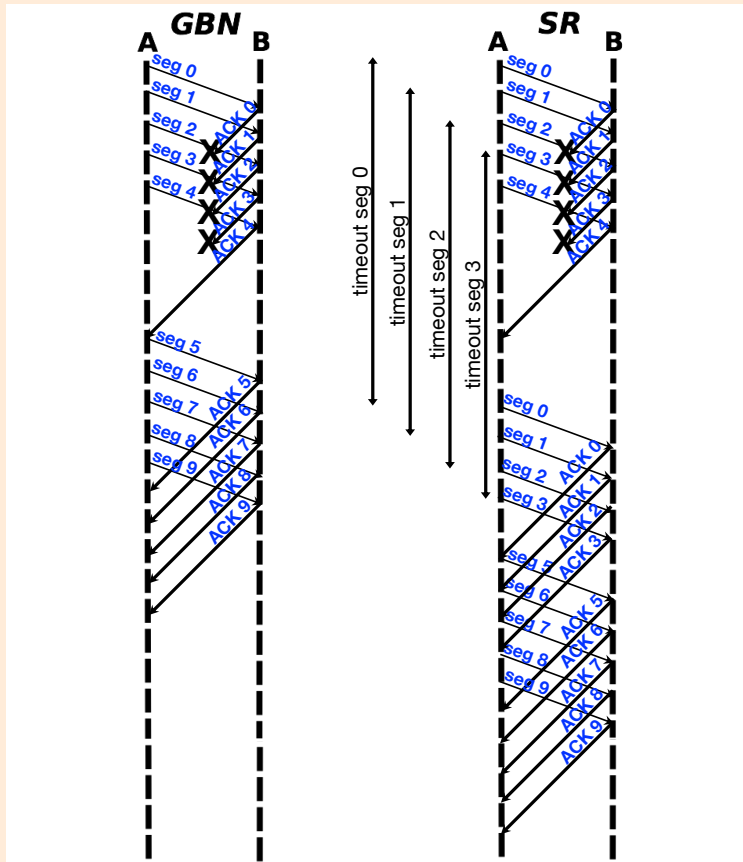 GBN
A
B
seg 0
seg 1
seg 2
seg 3
seg 4
ACK 0
ACK 1
ACK 2
ACK 3
ACK 4
X
X
X
X
seg 5
seg 6
seg 7
seg 8
seg 9
ACK 5
ACK 6
ACK 7
ACK 8
ACK 9
timeout seg 0
timeout seg 1
timeout seg 2
timeout seg 3
SR
A
B
seg 0
seg 1
seg 2
seg 3
seg 4
ACK 0
ACK 1
ACK 2
ACK 3
ACK 4
X
X
X
X
seg 0
seg 1
seg 2
seg 3
ACK 0
ACK 1
ACK 2
ACK 3
seg 5
seg 6
seg 7
seg 8
seg 9
ACK 5
ACK 6
ACK 7
ACK 8
ACK 9